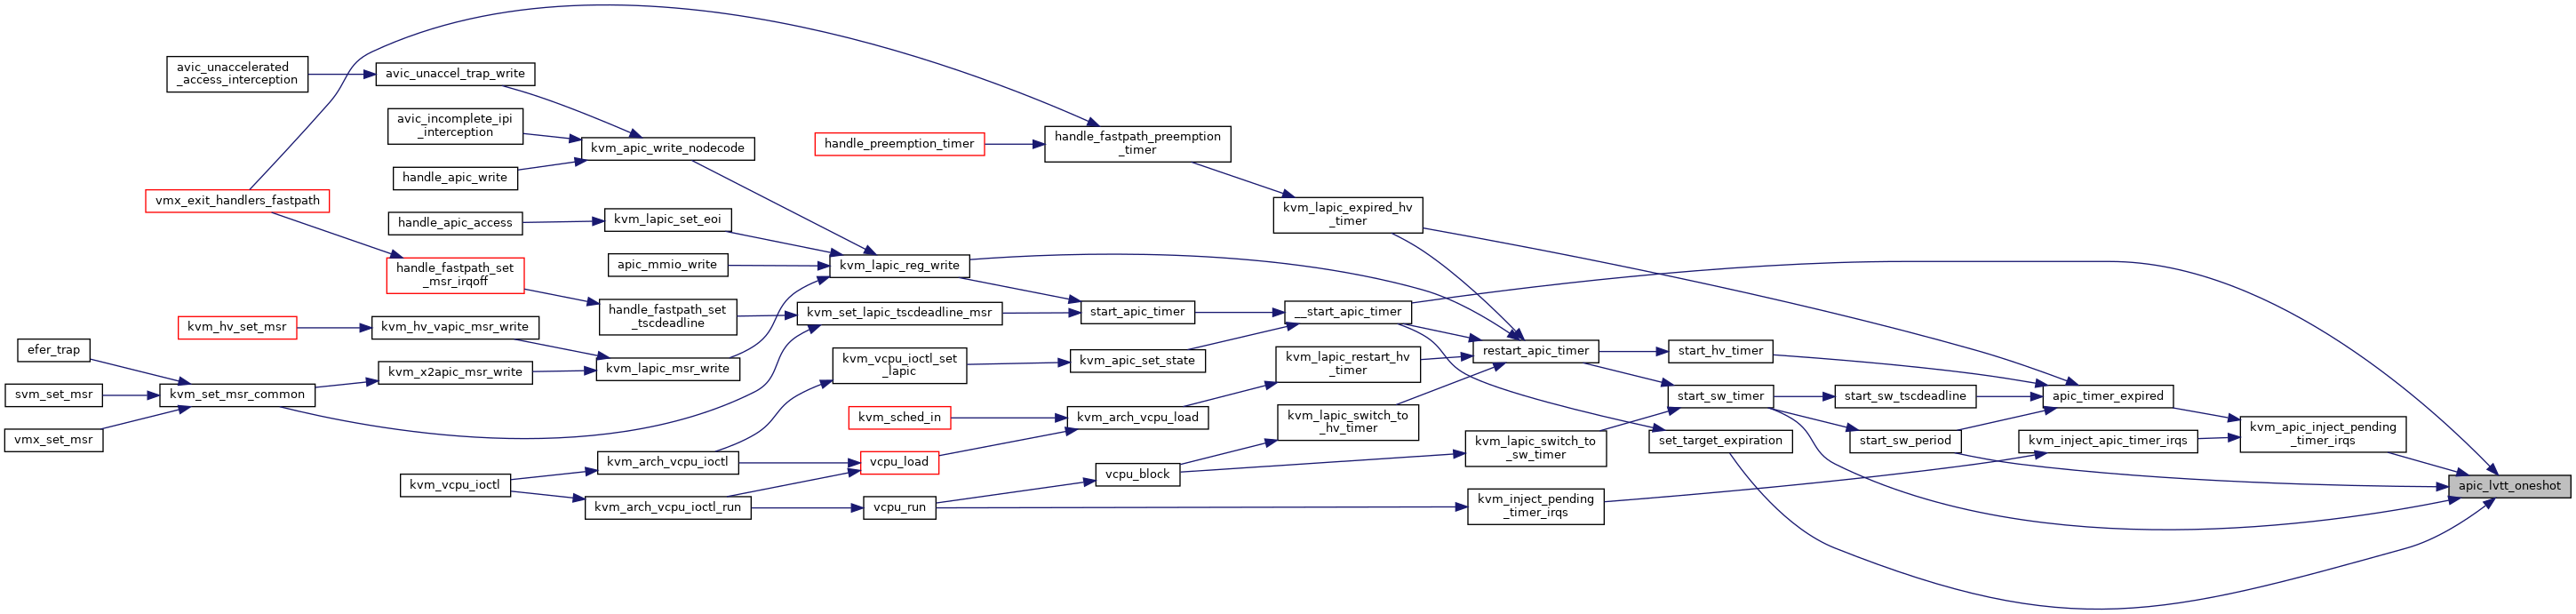 avic_unaccelerated
_access_interception
avic_unaccel_trap_write
avic_incomplete_ipi
_interception
handle_apic_write
kvm_apic_write_nodecode
handle_preemption_timer
handle_fastpath_preemption
_timer
vmx_exit_handlers_fastpath
handle_apic_access
kvm_lapic_set_eoi
kvm_lapic_expired_hv
_timer
apic_mmio_write
kvm_lapic_reg_write
handle_fastpath_set
_msr_irqoff
handle_fastpath_set
_tscdeadline
kvm_set_lapic_tscdeadline_msr
start_apic_timer
__start_apic_timer
kvm_hv_set_msr
kvm_hv_vapic_msr_write
efer_trap
kvm_x2apic_msr_write
kvm_lapic_msr_write
kvm_vcpu_ioctl_set
_lapic
kvm_apic_set_state
kvm_lapic_restart_hv
_timer
restart_apic_timer
start_hv_timer
svm_set_msr
kvm_set_msr_common
vmx_set_msr
kvm_sched_in
kvm_arch_vcpu_load
kvm_lapic_switch_to
_hv_timer
start_sw_timer
start_sw_tscdeadline
apic_timer_expired
kvm_lapic_switch_to
_sw_timer
set_target_expiration
start_sw_period
kvm_inject_apic_timer_irqs
kvm_apic_inject_pending
_timer_irqs
kvm_arch_vcpu_ioctl
vcpu_load
kvm_vcpu_ioctl
vcpu_block
kvm_arch_vcpu_ioctl_run
vcpu_run
kvm_inject_pending
_timer_irqs
apic_lvtt_oneshot